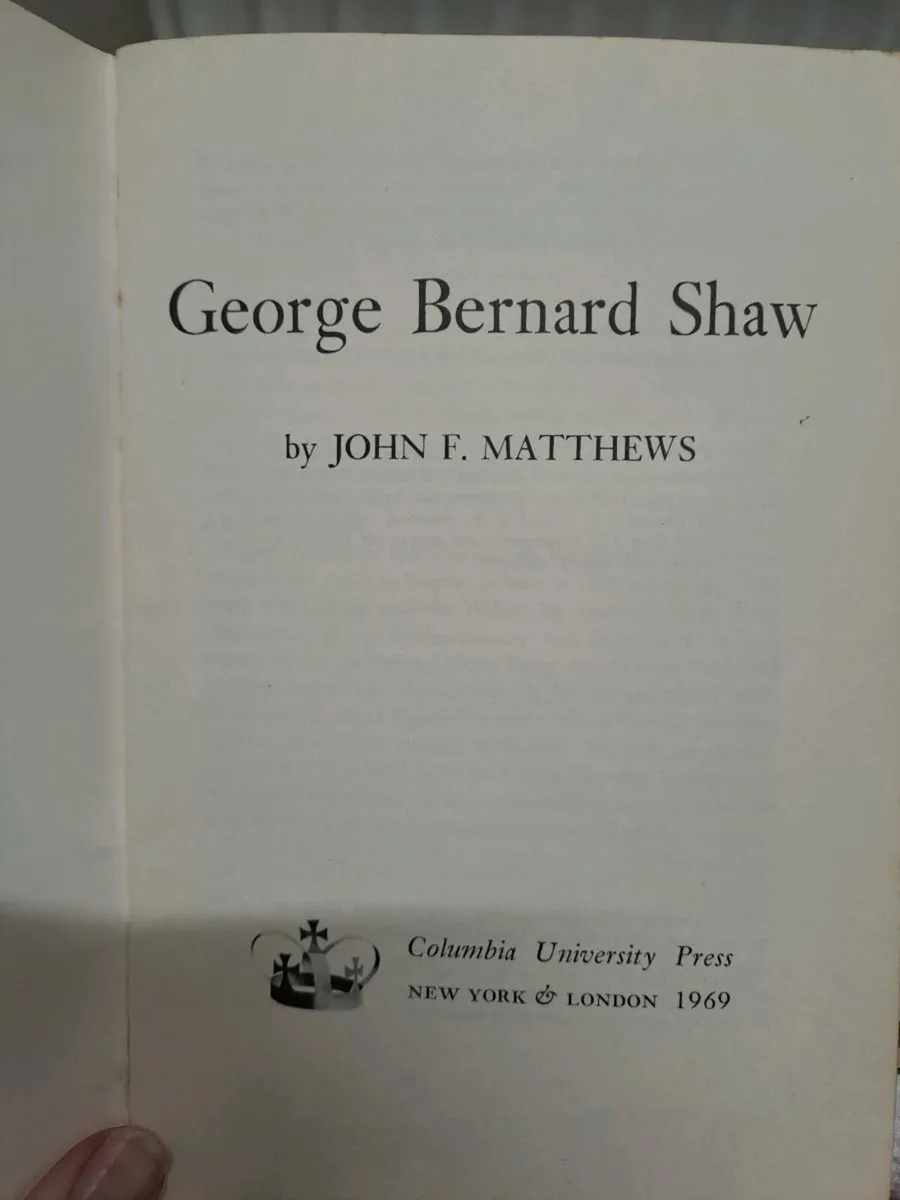 George Bernard Shaw
by JOHN F. MATTHEWS
Columbia University Press
NEW YORK & LONDON 1969